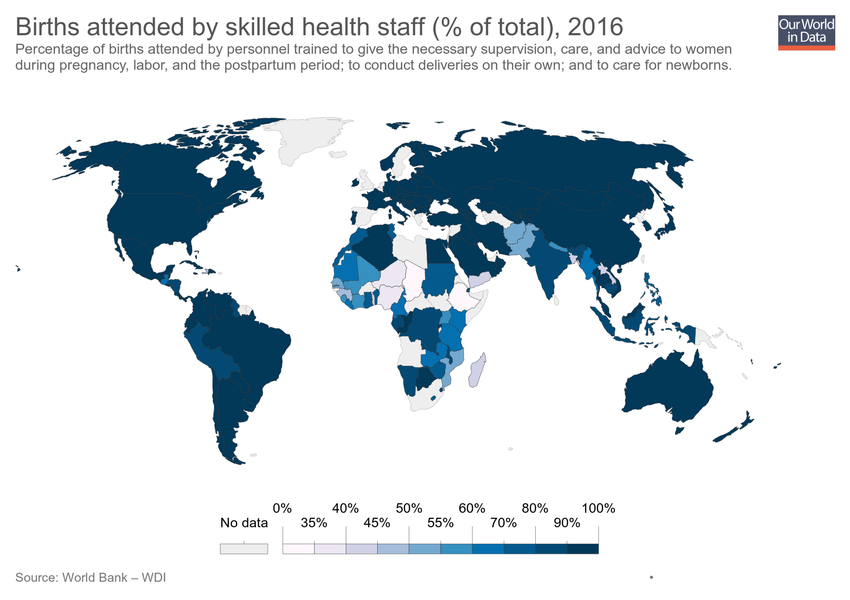 Births attended by skilled health staff (% of total), 2016
Our World
in Data
Percentage of births attended by personnel trained to give the necessary supervision, care, and advice to women
during pregnancy, labor, and the postpartum period; to conduct deliveries on their own; and to care for newborns.
0% 40% 50% 60% 80% 100%
No data 35% 45% 55% 70% 90%
Source: World Bank – WDI